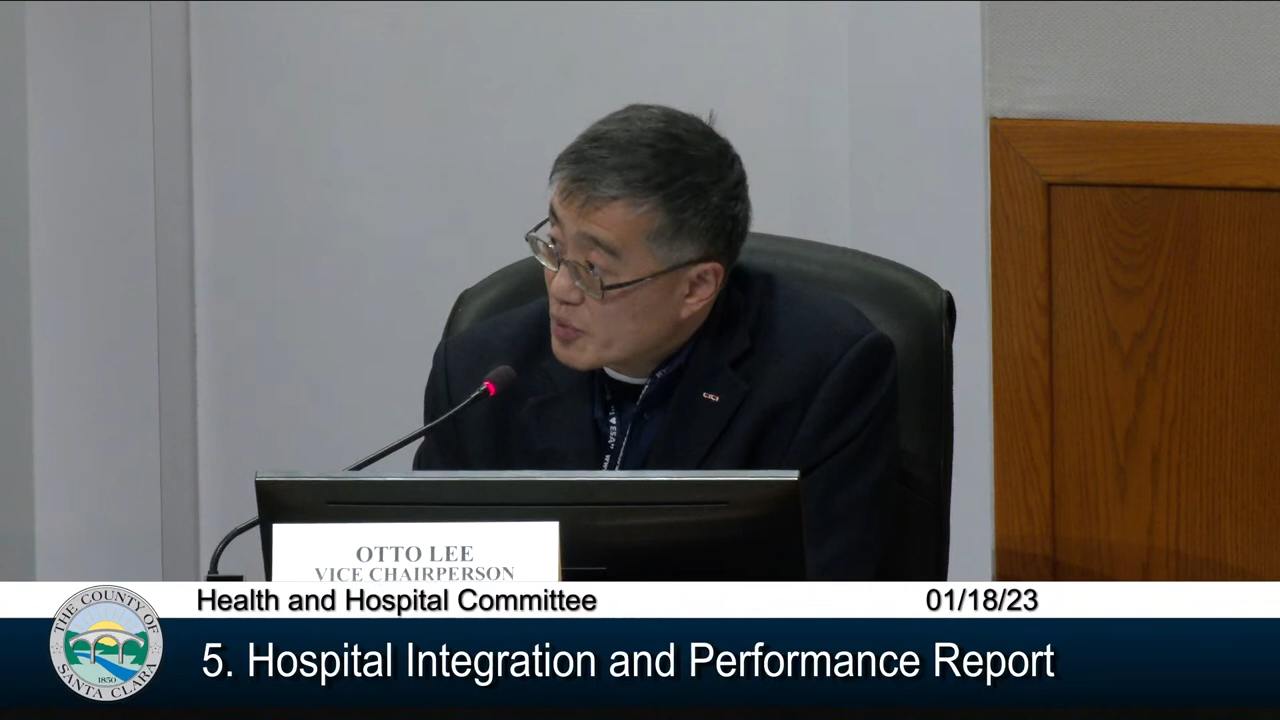 OTTO LEE
VICE CHAIRPERSON
Health and Hospital Committee
01/18/23
THE COUNTY OF
SANTA CLARA
1850
5. Hospital Integration and Performance Report